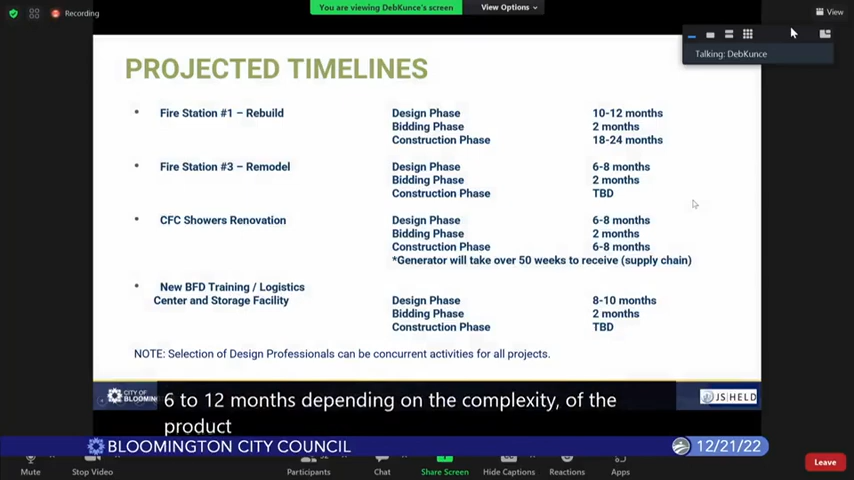 Recording
You are viewing DebKunce's screen
View Options
View
Talking: DebKunce
PROJECTED TIMELINES
• Fire Station #1 – Rebuild Design Phase 10-12 months
Bidding Phase 2 months
Construction Phase 18-24 months
• Fire Station #3 – Remodel Design Phase 6-8 months
Bidding Phase 2 months
Construction Phase TBD
• CFC Showers Renovation Design Phase 6-8 months
Bidding Phase 2 months
Construction Phase 6-8 months
*Generator will take over 50 weeks to receive (supply chain)
• New BFD Training / Logistics
Center and Storage Facility Design Phase 8-10 months
Bidding Phase 2 months
Construction Phase TBD
NOTE: Selection of Design Professionals can be concurrent activities for all projects.
CITY OF
BLOOMIN
6 to 12 months depending on the complexity, of the
product
JS HELD
BLOOMINGTON CITY COUNCIL 12/21/22
Mute Stop Video Participants Chat Share Screen Hide Captions Reactions Apps Leave